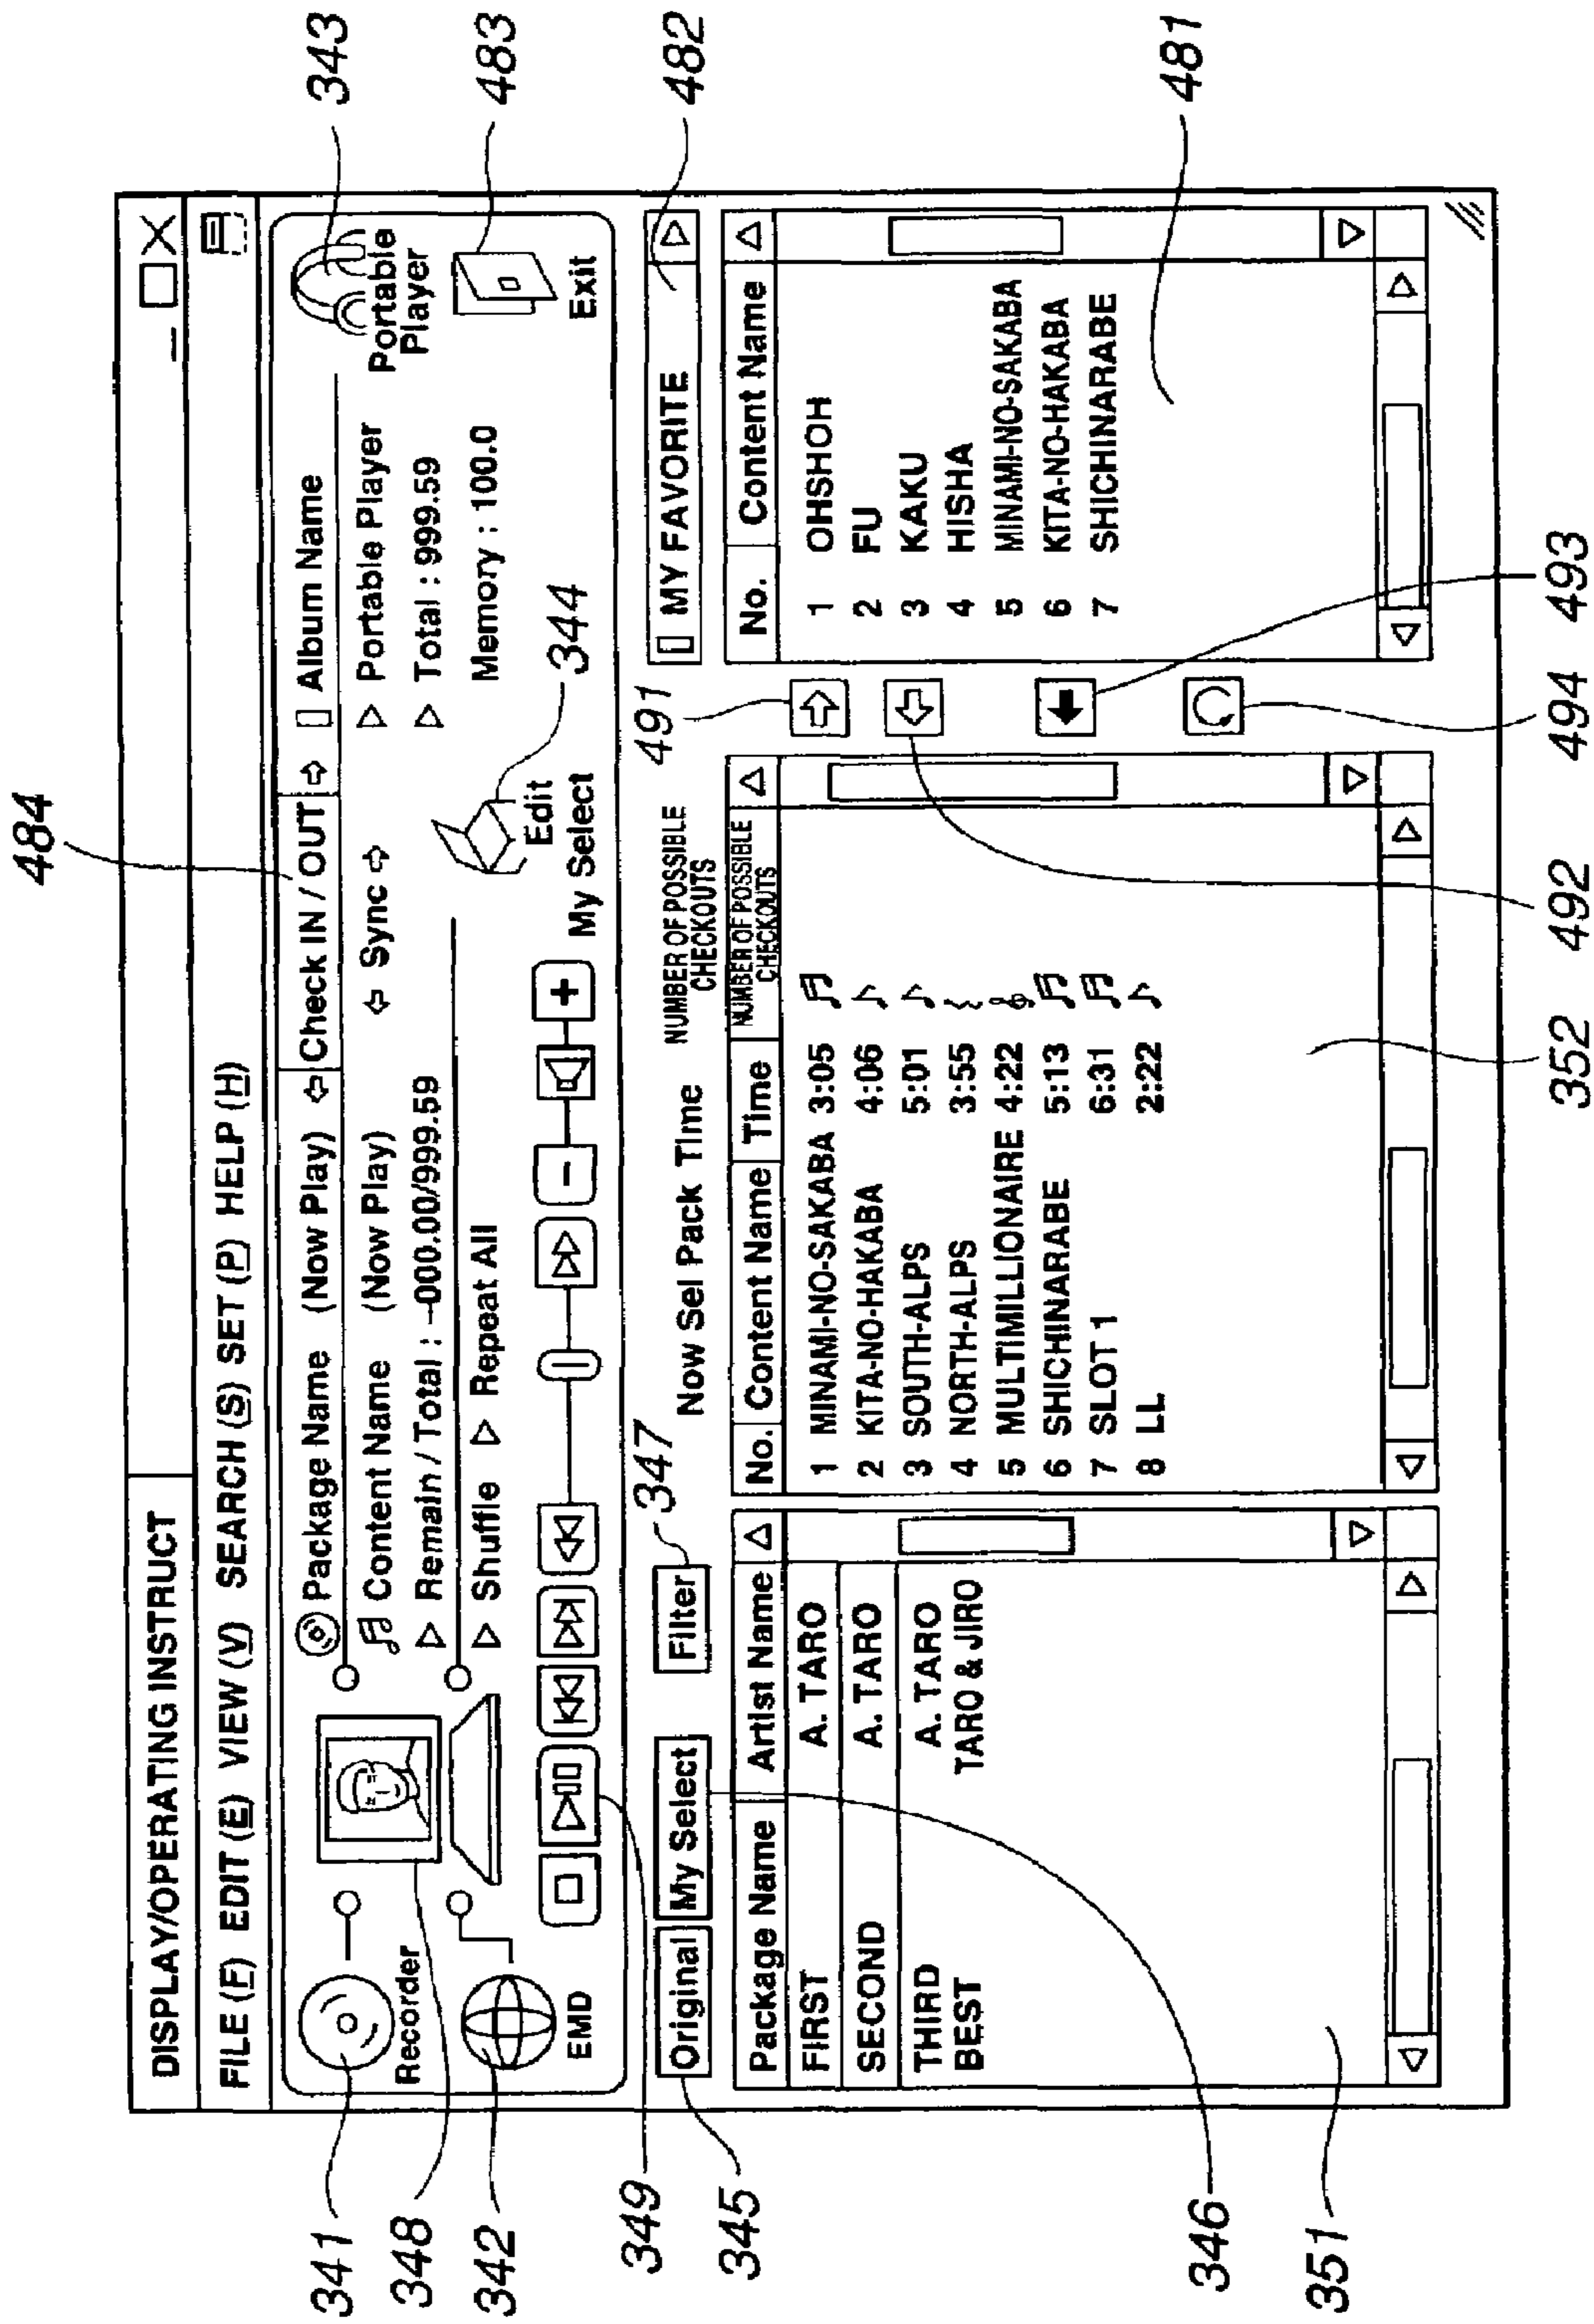 484
DISPLAY/OPERATING INSTRUCT
FILE (F) EDIT (E) VIEW (V) SEARCH (S) SET (P) HELP (H)
341
Recorder
348
342
EMD
Package Name (Now Play)
Check IN / OUT
Album Name
Content Name (Now Play)
Sync
Portable Player
Remain / Total : -000.00/999.59
Total : 999.59
Shuffle
Repeat All
Memory : 100.0
344
Edit
My Select
343
Portable
Player
483
Exit
349
345
Original
My Select
Filter
347
Now Sel Pack Time
NUMBER OF POSSIBLE
CHECKOUTS
491
MY FAVORITE
482
Package Name Artist Name
FIRST A. TARO
SECOND A. TARO
THIRD A. TARO
BEST TARO & JIRO
No. Content Name Time NUMBER OF POSSIBLE
CHECKOUTS
1 MINAMI-NO-SAKABA 3:05
2 KITA-NO-HAKABA 4:06
3 SOUTH-ALPS 5:01
4 NORTH-ALPS 3:55
5 MULTIMILLIONAIRE 4:22
6 SHICHINARABE 5:13
7 SLOT 1 6:31
8 LL 2:22
No. Content Name
1 OHSHOH
2 FU
3 KAKU
4 HISHA
5 MINAMI-NO-SAKABA
6 KITA-NO-HAKABA
7 SHICHINARABE
481
346
351
352
492
494
493